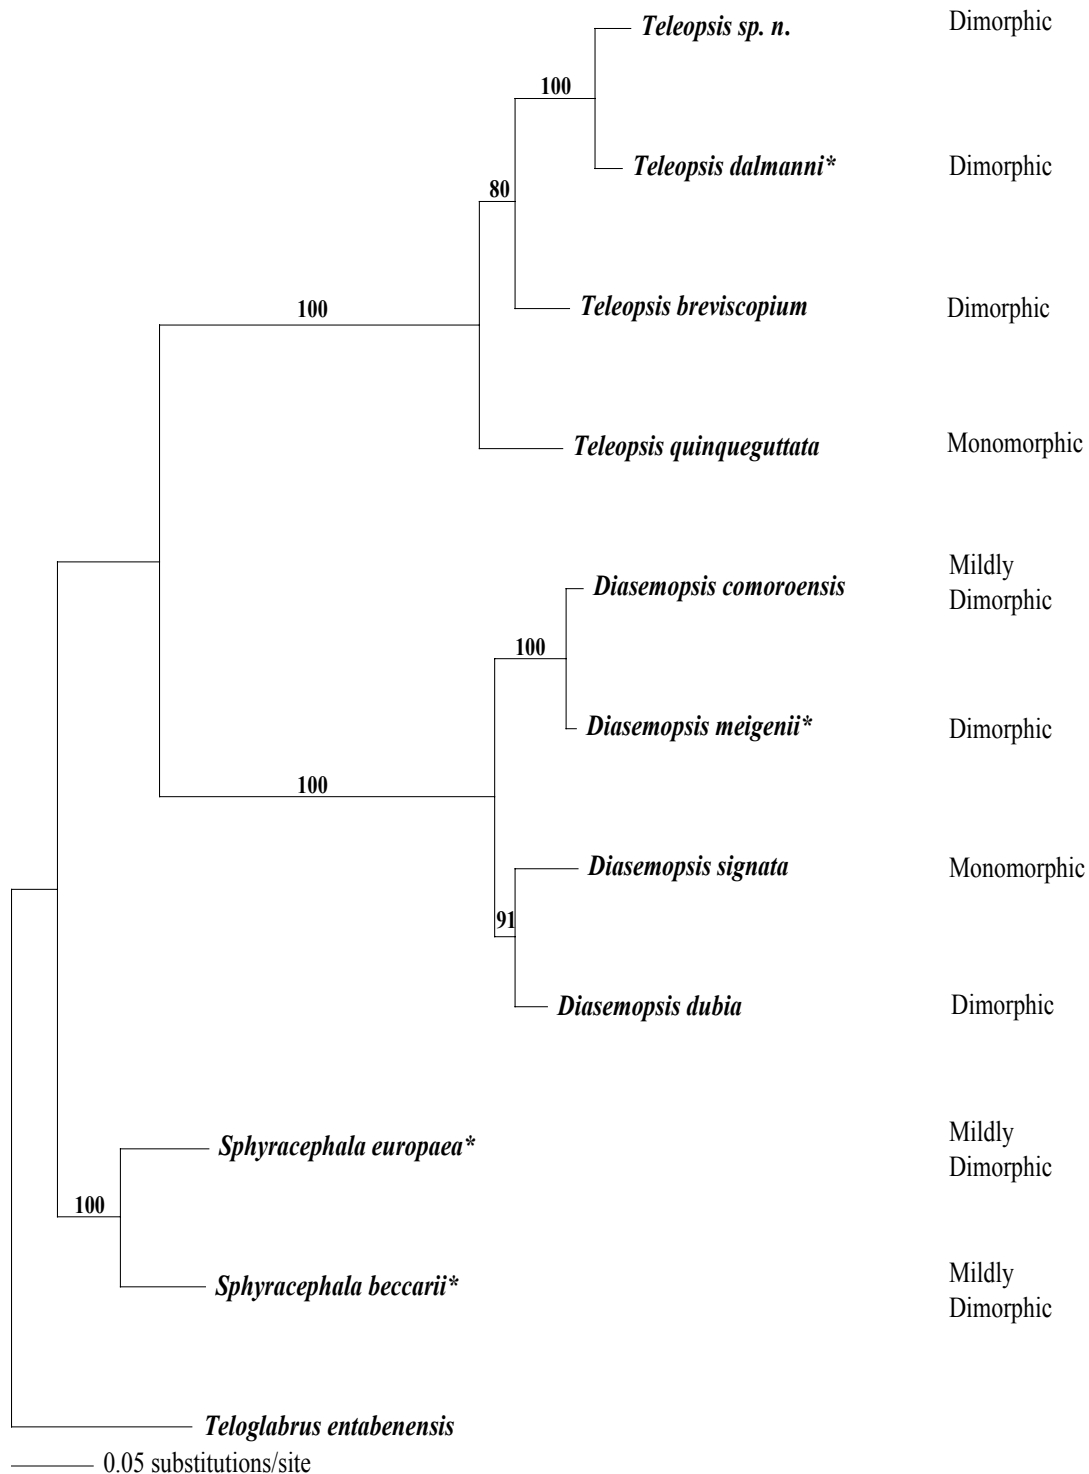 Teleopsis sp. n. Dimorphic
100
Teleopsis dalmanni* Dimorphic
80
Teleopsis breviscopium Dimorphic
100
Teleopsis quinqueguttata Monomorphic
Diasemopsis comoroensis Mildly
Dimorphic
100
Diasemopsis meigenii* Dimorphic
100
Diasemopsis signata Monomorphic
91
Diasemopsis dubia Dimorphic
Sphyracephala europaea* Mildly
Dimorphic
100
Sphyracephala beccarii* Mildly
Dimorphic
Teloglabrus entabenensis
0.05 substitutions/site